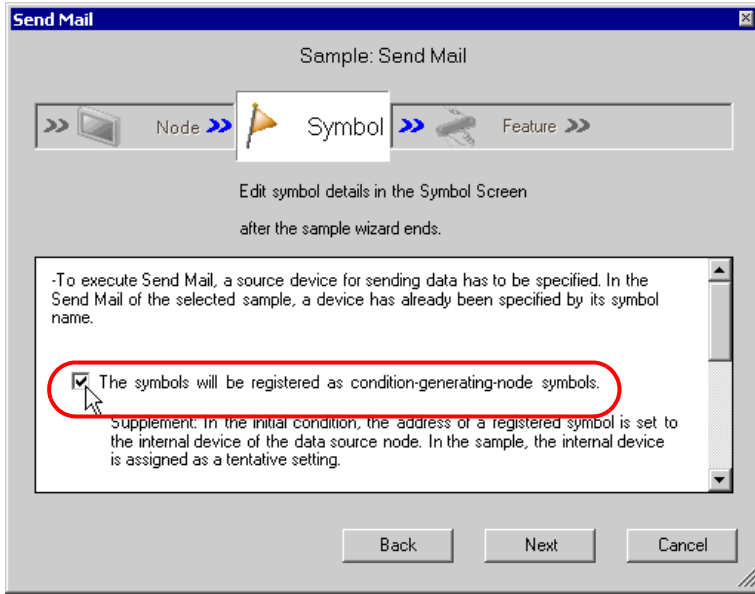 Send Mail
Sample: Send Mail
Node
Symbol
Feature
Edit symbol details in the Symbol Screen
after the sample wizard ends.
-To execute Send Mail, a source device for sending data has to be specified. In the
Send Mail of the selected sample, a device has already been specified by its symbol
name.
The symbols will be registered as condition-generating-node symbols.
Supplement: In the initial condition, the address of a registered symbol is set to
the internal device of the data source node. In the sample, the internal device
is assigned as a tentative setting.
Back
Next
Cancel